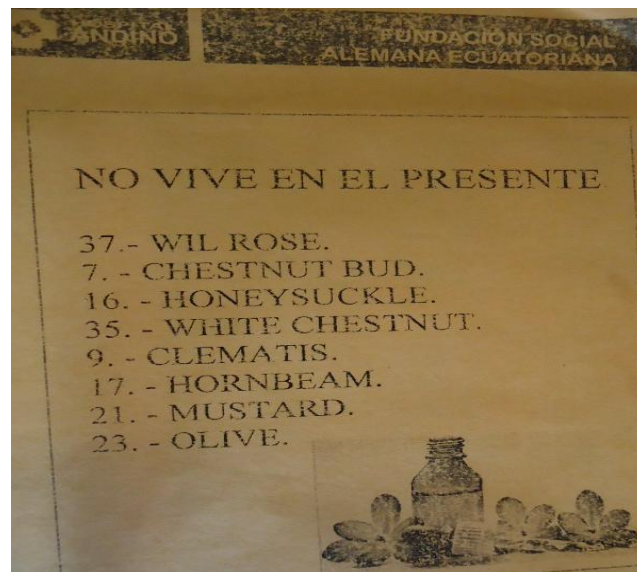 ANDINO
FUNDACIÓN SOCIAL
ALEMANA ECUATORIANA
NO VIVE EN EL PRESENTE
37.- WIL ROSE.
7. - CHESTNUT BUD.
16. - HONEYSUCKLE.
35. - WHITE CHESTNUT.
9. - CLEMATIS.
17. - HORNBEAM.
21. - MUSTARD.
23. - OLIVE.